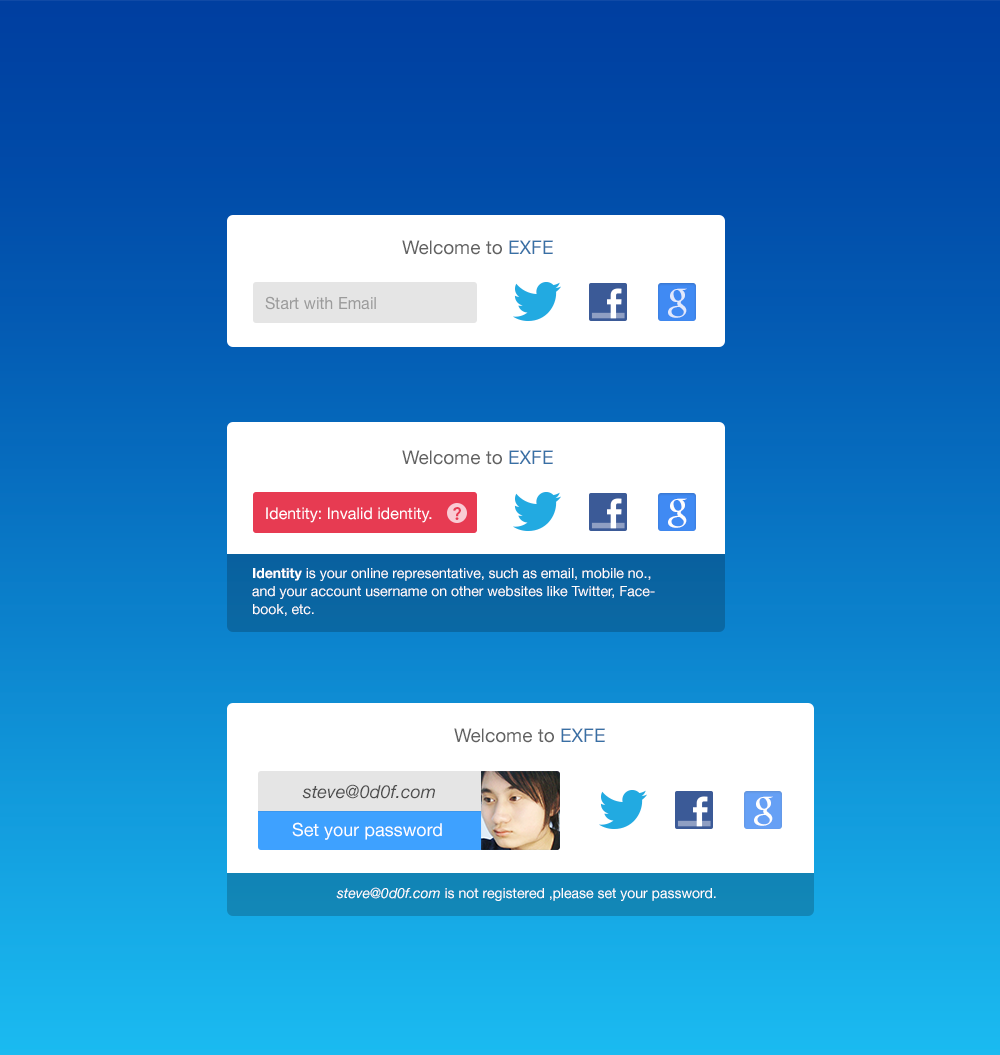 Welcome to EXFE
Start with Email
Welcome to EXFE
Identity: Invalid identity. ?
Identity is your online representative, such as email, mobile no.,
and your account username on other websites like Twitter, Face-
book, etc.
Welcome to EXFE
steve@0d0f.com
Set your password
steve@0d0f.com is not registered ,please set your password.